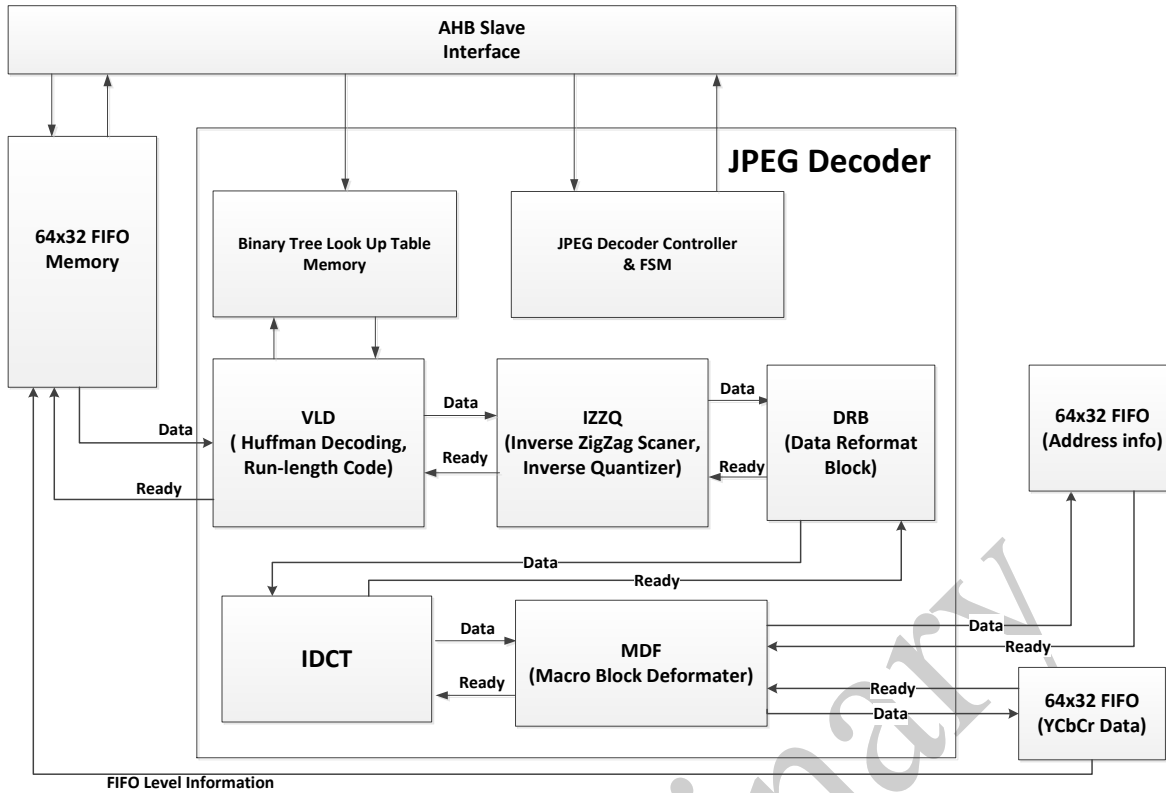 AHB Slave
Interface
JPEG Decoder
64x32 FIFO
Memory
Binary Tree Look Up Table
Memory
JPEG Decoder Controller
& FSM
VLD
( Huffman Decoding,
Run-length Code)
Data
Ready
Data
Ready
IZZQ
(Inverse ZigZag Scaner,
Inverse Quantizer)
Data
Ready
DRB
(Data Reformat
Block)
64x32 FIFO
(Address info)
Data
Ready
IDCT
Data
Ready
MDF
(Macro Block Deformater)
Data
Ready
Ready
Data
64x32 FIFO
(YCbCr Data)
FIFO Level Information